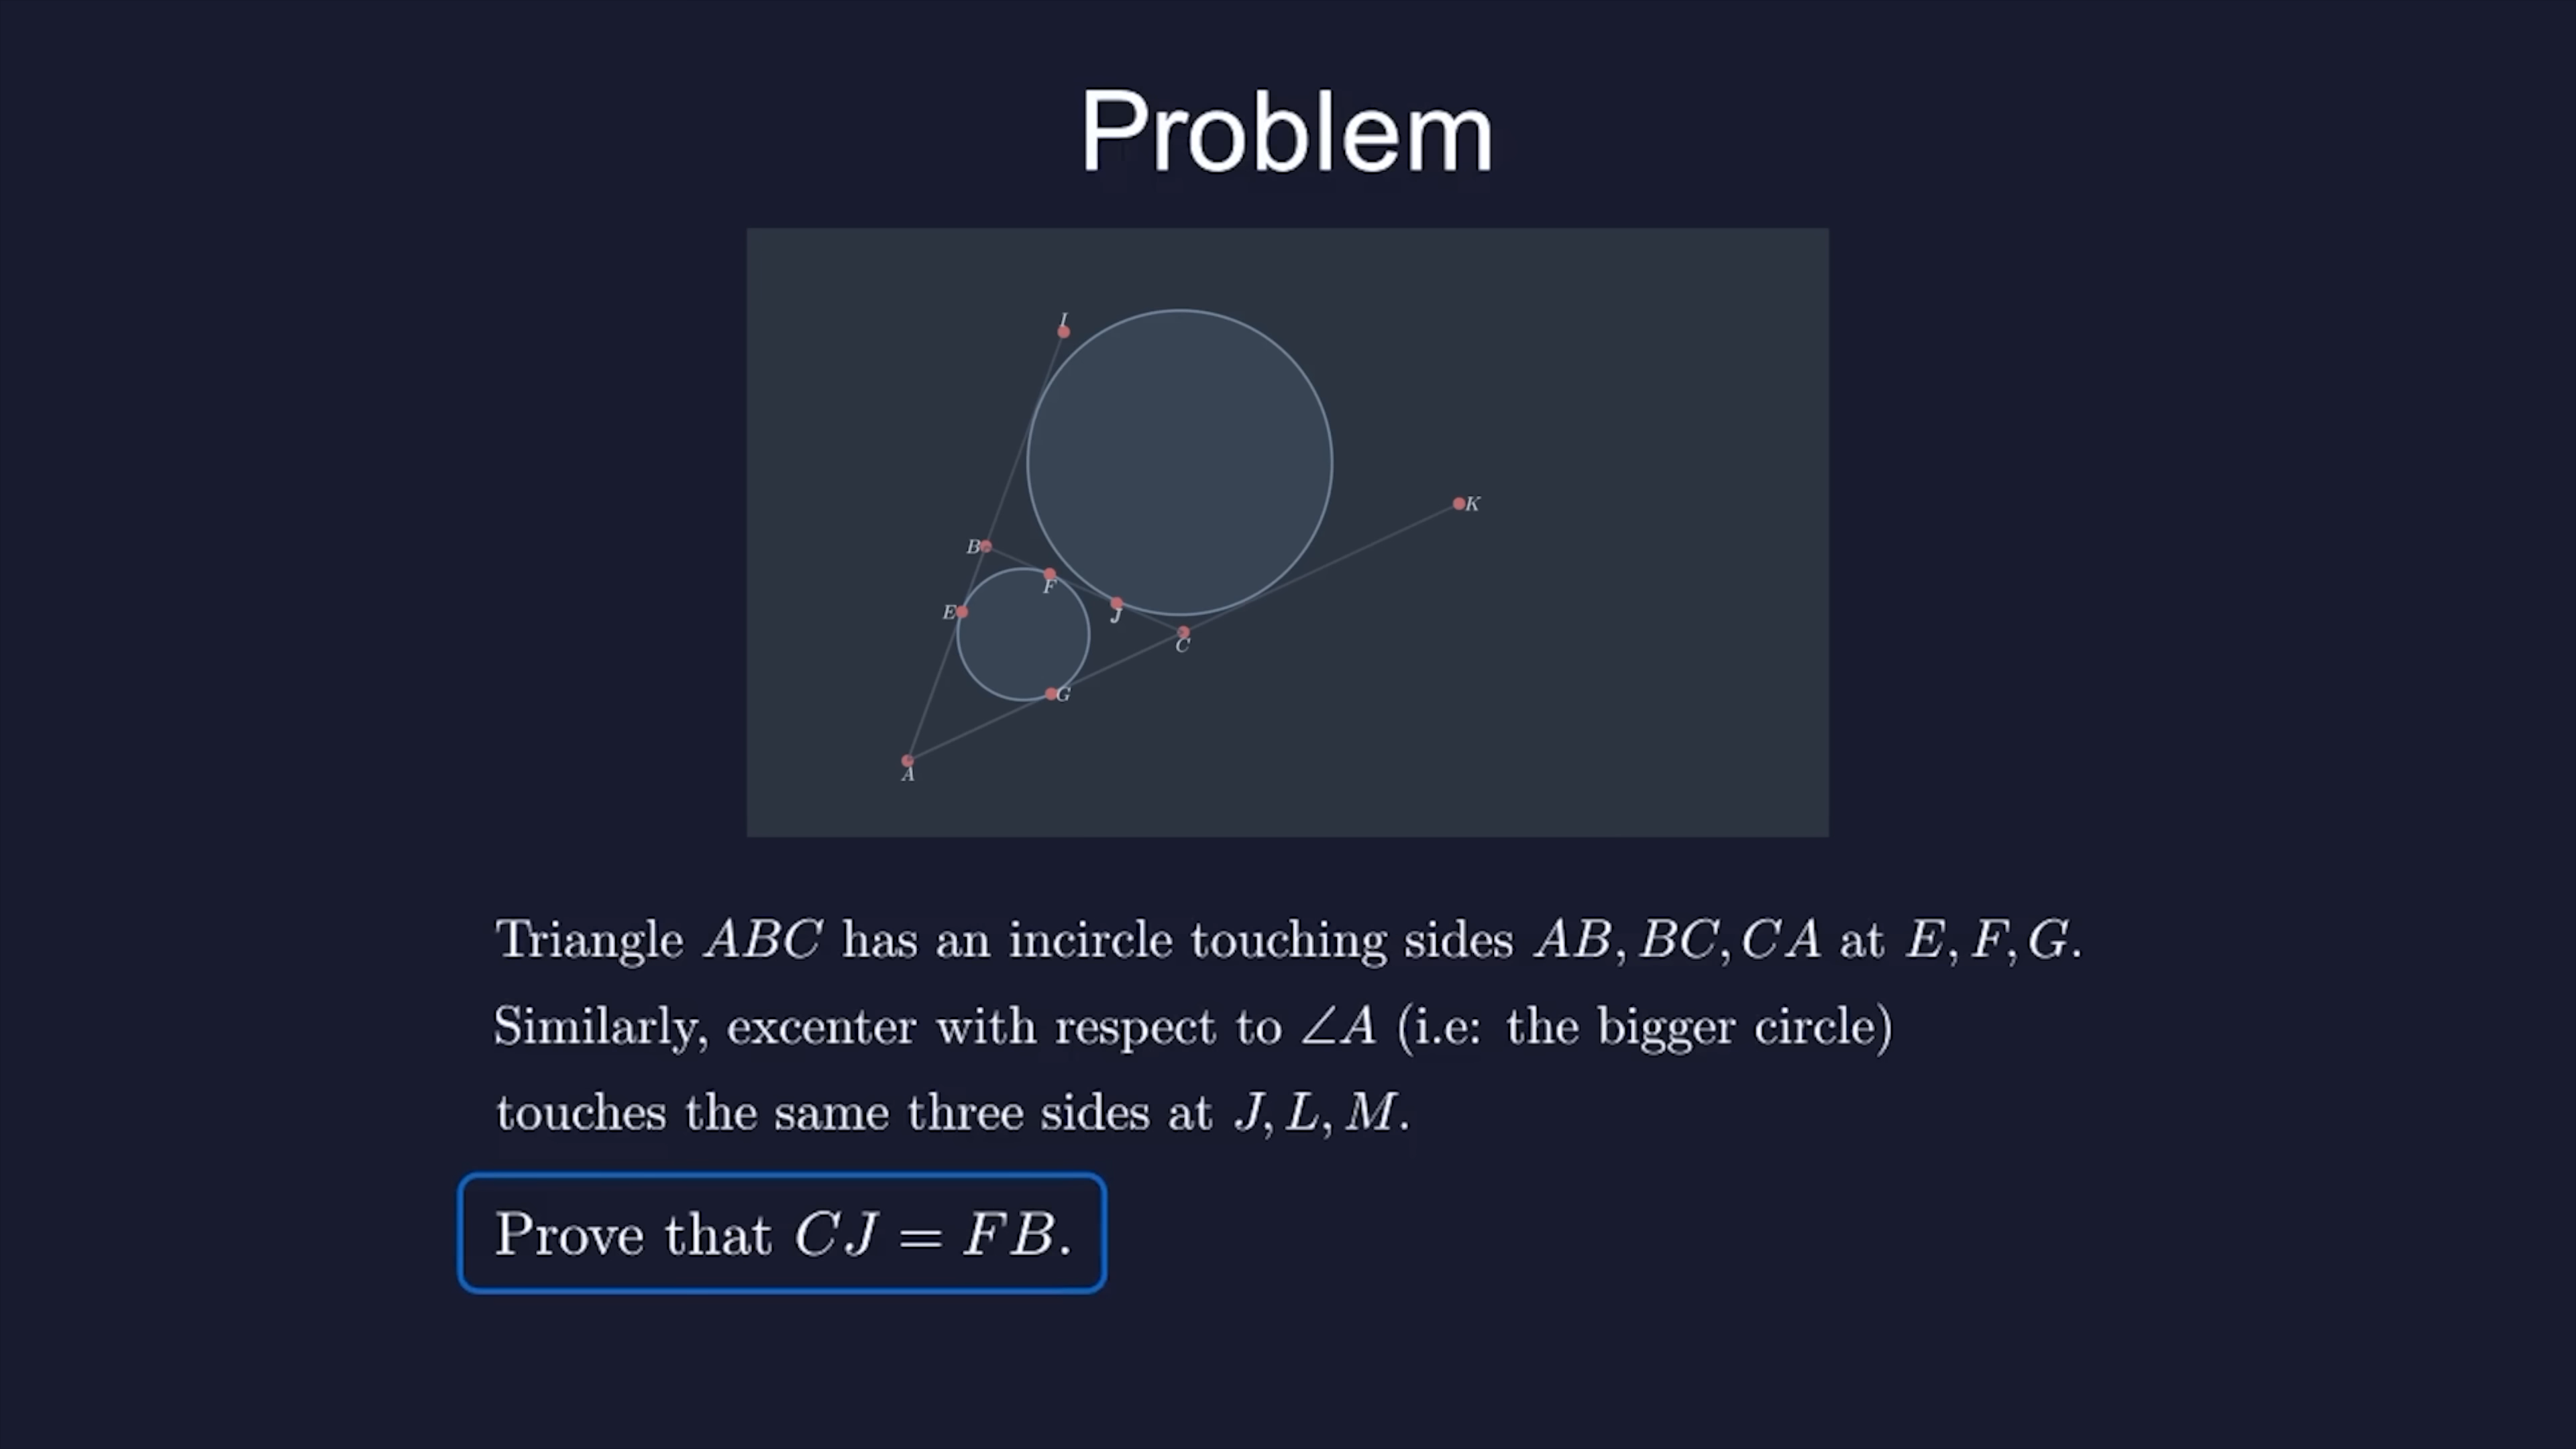 Problem
I
K
B
F
E
J
C
G
A
Triangle ABC has an incircle touching sides AB, BC, CA at E, F, G.
Similarly, excenter with respect to ∠A (i.e: the bigger circle)
touches the same three sides at J, L, M.
Prove that CJ = FB.